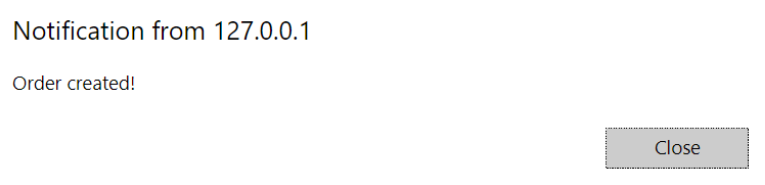 Notification from 127.0.0.1
Order created!
Close